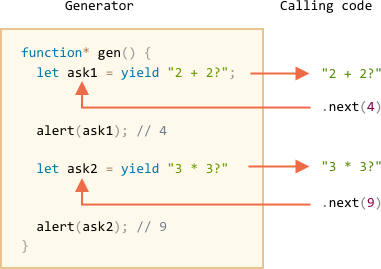 Generator Calling code
function* gen() {
let ask1 = yield "2 + 2?"; "2 + 2?"
.next(4)
alert(ask1); // 4
let ask2 = yield "3 * 3?" "3 * 3?"
.next(9)
alert(ask2); // 9
}